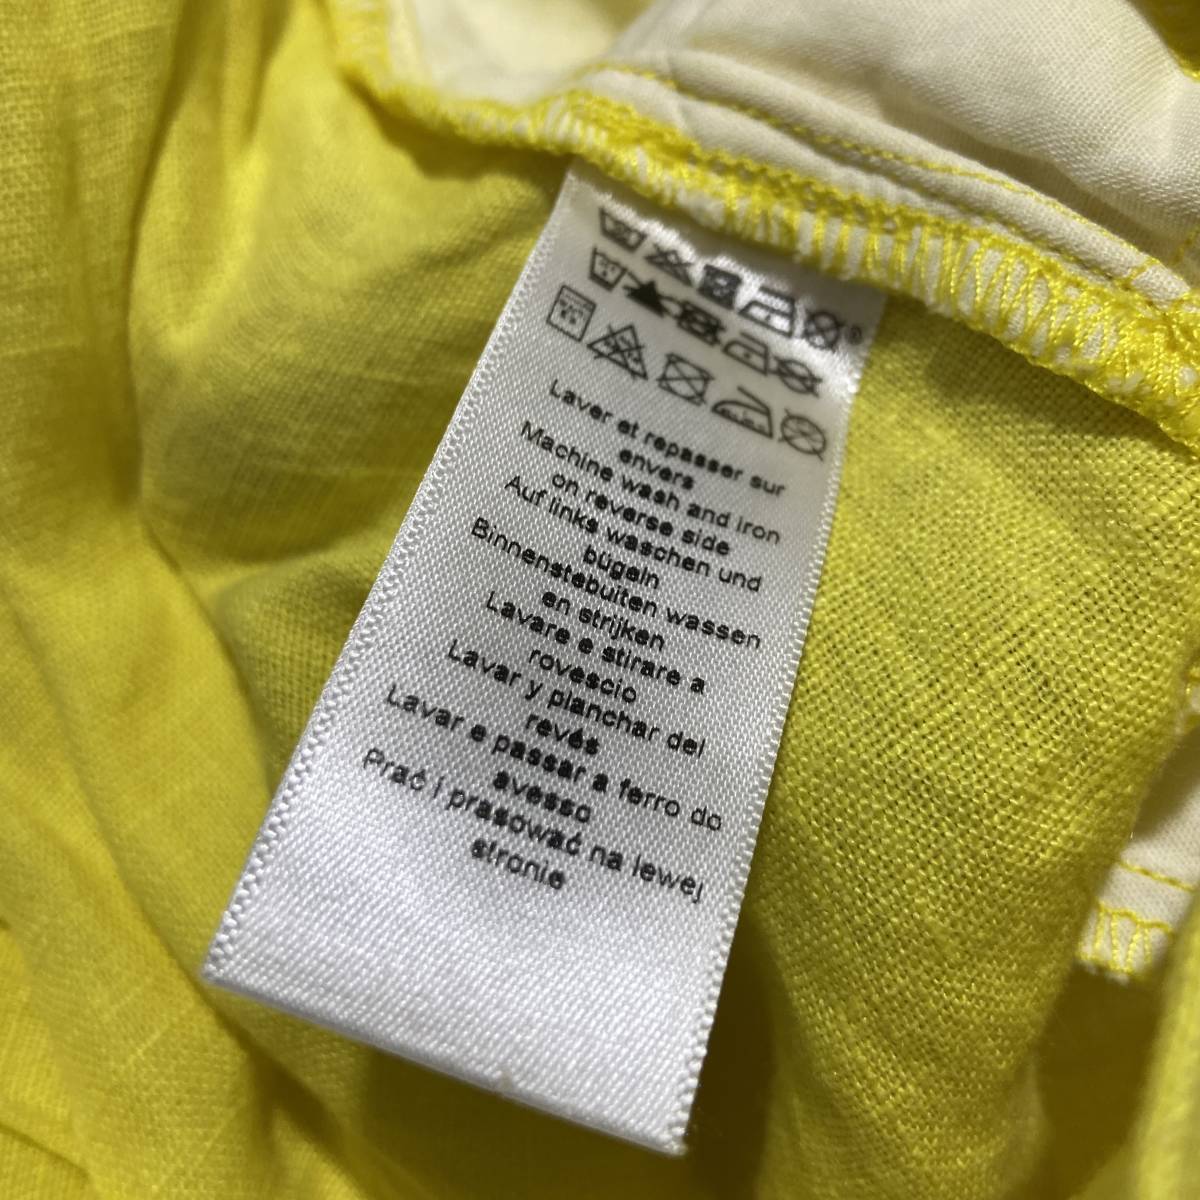 Laver et repasser sur
envers
Machine wash and iron
on reverse side
Auf links waschen und
bügeln
Binnenstebuiten wassen
en strijken
Lavare e stirare a
rovescio
Lavar y planchar del
revés
Lavar e passar a ferro do
avesso
Prać i prasować na lewej
stronie